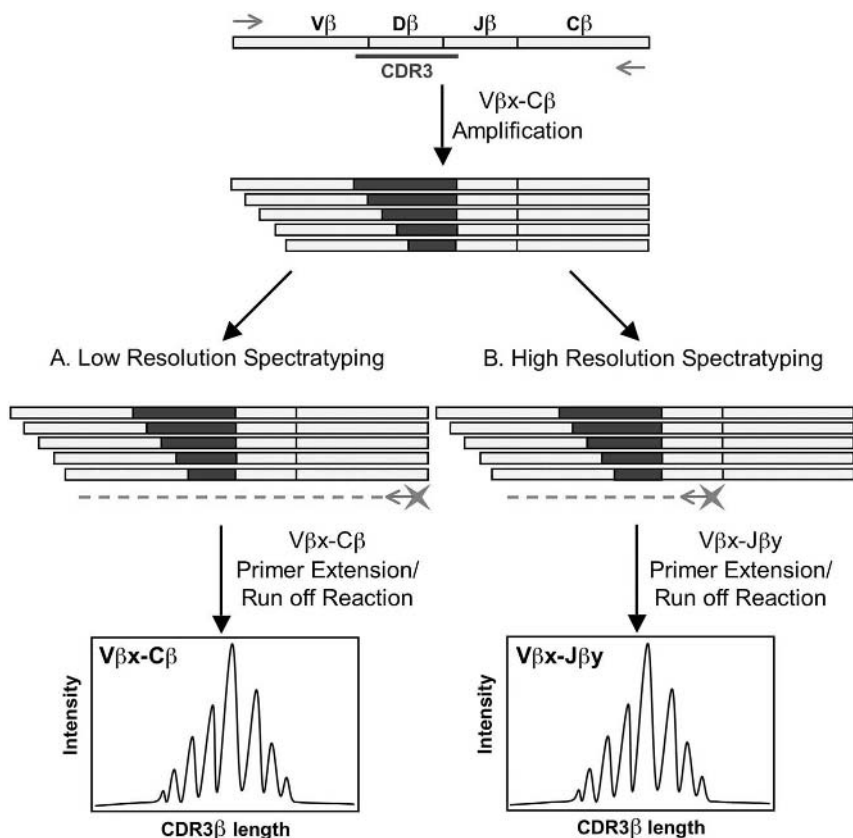 Vβ Dβ Jβ Cβ
CDR3
Vβx-Cβ
Amplification
A. Low Resolution Spectratyping
B. High Resolution Spectratyping
Vβx-Cβ
Primer Extension/
Run off Reaction
Vβx-Jβy
Primer Extension/
Run off Reaction
Vβx-Cβ
Intensity
CDR3β length
Vβx-Jβy
Intensity
CDR3β length